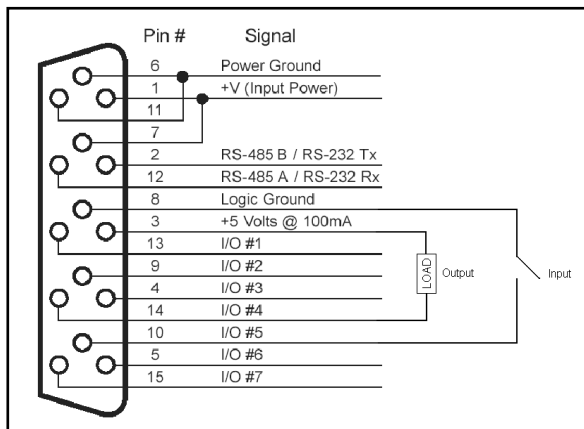 Pin # Signal
6 Power Ground
1 +V (Input Power)
11
7
2 RS-485 B / RS-232 Tx
12 RS-485 A / RS-232 Rx
8 Logic Ground
3 +5 Volts @ 100mA
13 I/O #1
9 I/O #2
4 I/O #3
14 I/O #4
10 I/O #5
5 I/O #6
15 I/O #7
LOAD
Output
Input